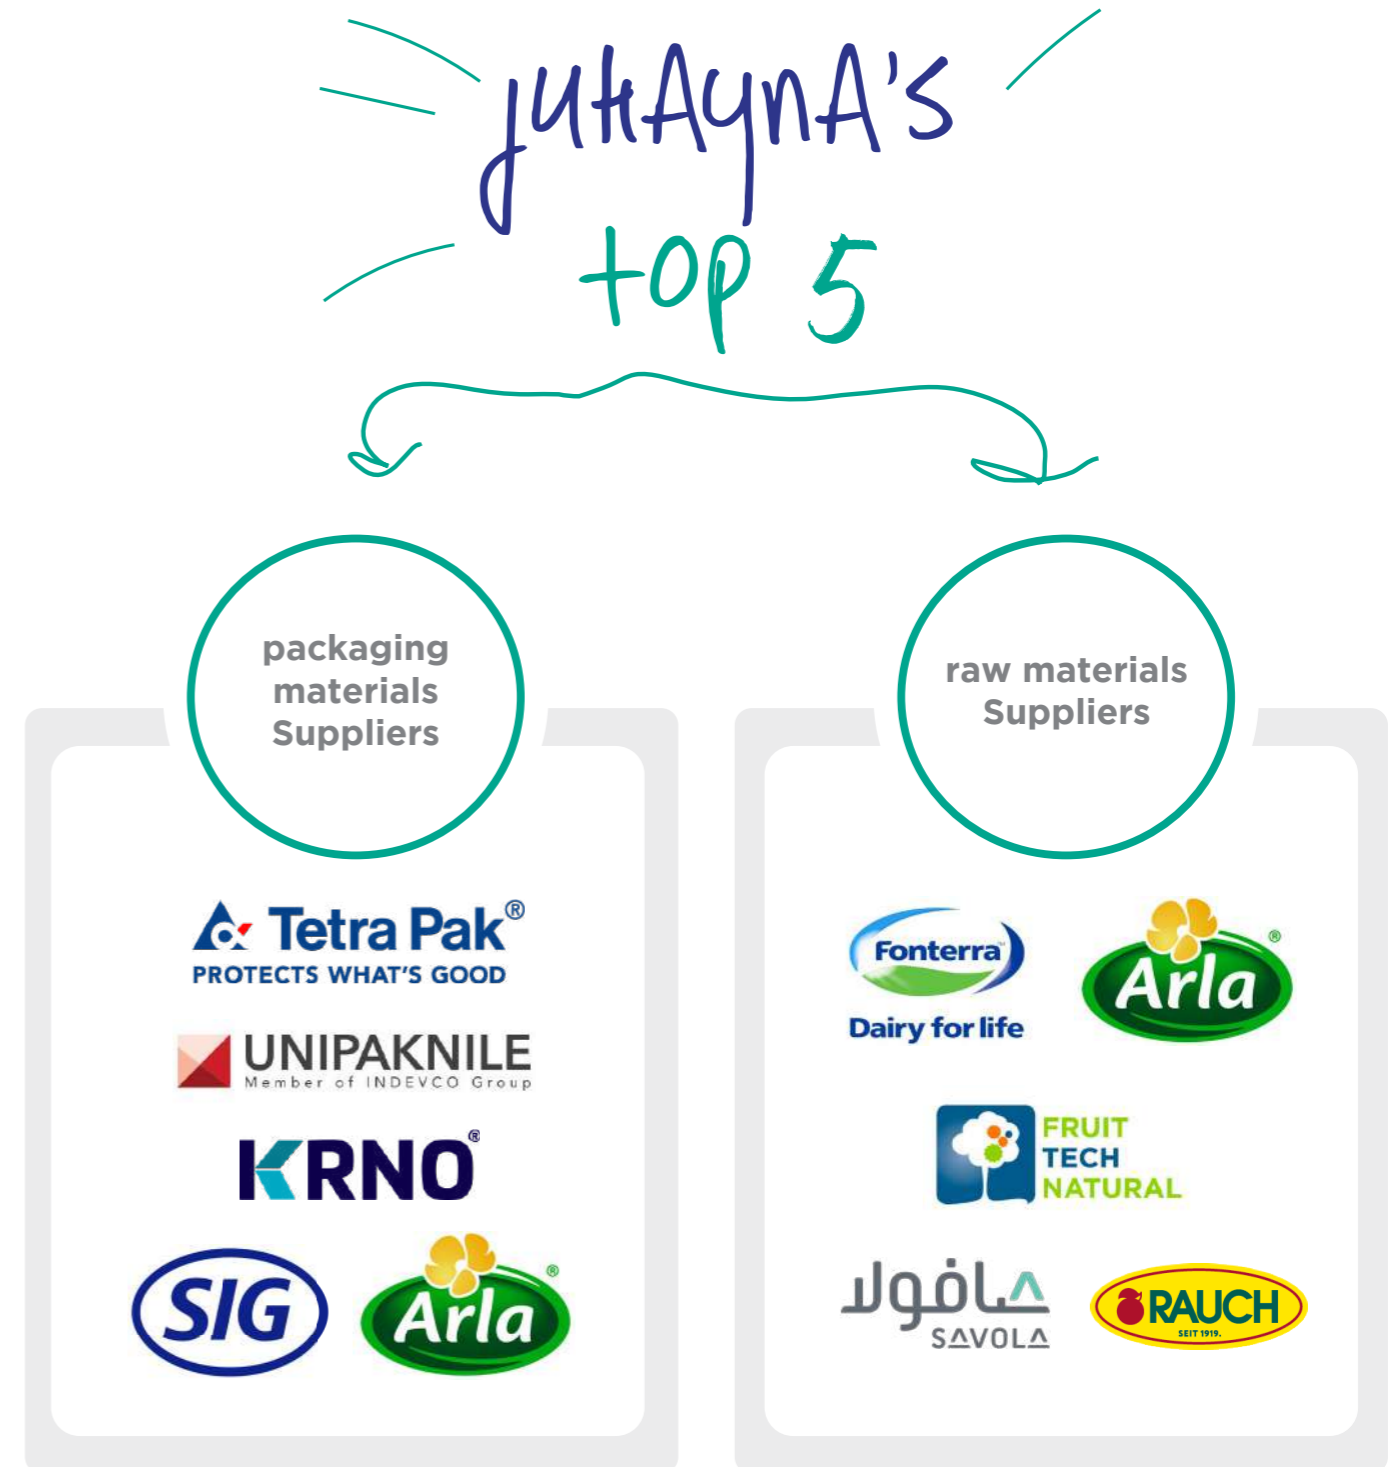 juHAynA's
top 5
packaging
materials
Suppliers
Tetra Pak®
PROTECTS WHAT'S GOOD
UNIPAKNILE
Member of INDEVCO Group
KRNO®
SIG
Arla®
raw materials
Suppliers
Fonterra™
Dairy for life
Arla®
FRUIT
TECH
NATURAL
صافولا
SAVOLA
RAUCH
SEIT 1919.